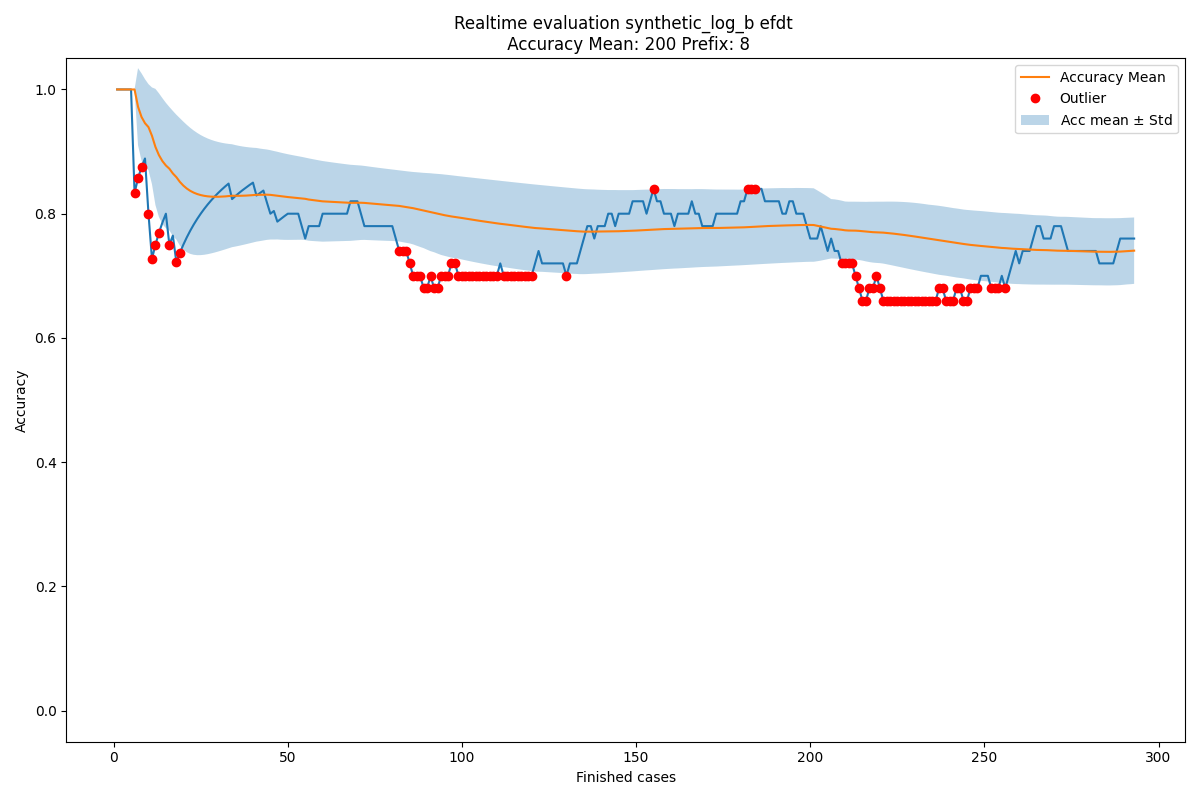 Realtime evaluation synthetic_log_b efdt
Accuracy Mean: 200 Prefix: 8
Accuracy Mean
Outlier
Acc mean ± Std
1.0
0.8
0.6
0.4
0.2
0.0
Accuracy
0 50 100 150 200 250 300
Finished cases